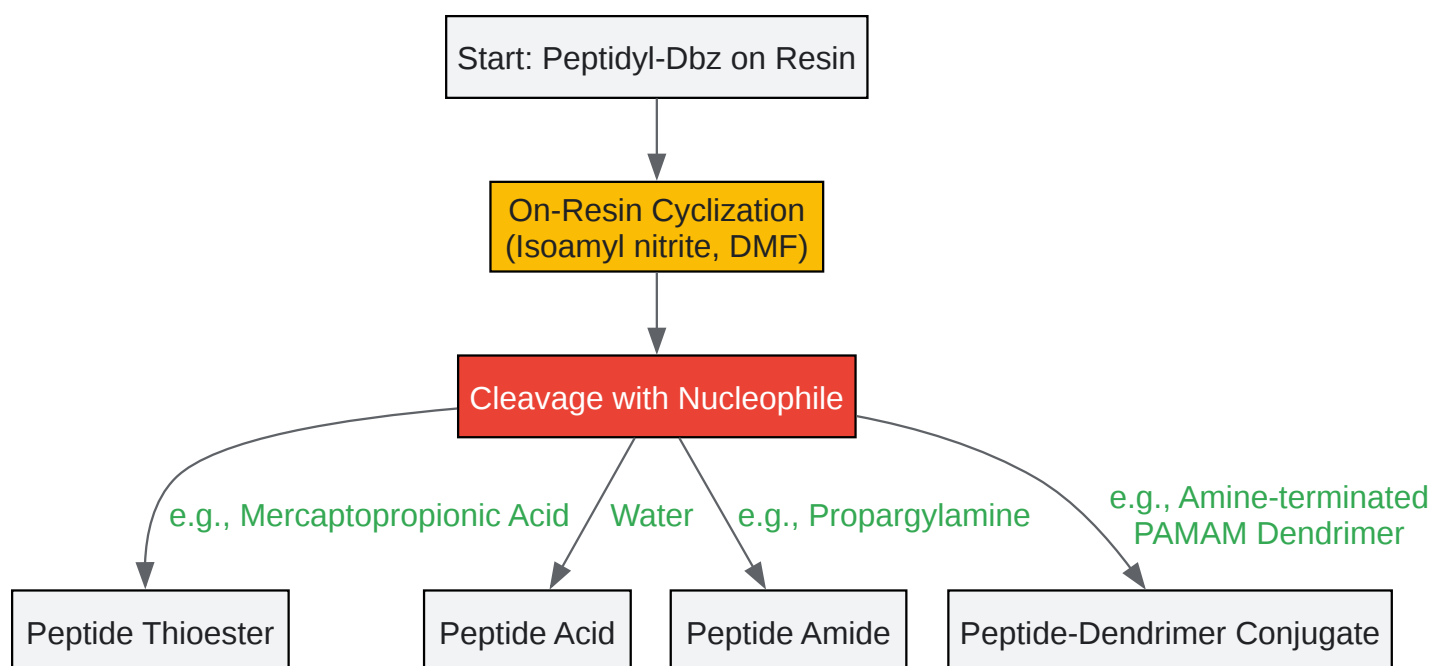 Start: Peptidyl-Dbz on Resin
On-Resin Cyclization
(Isoamyl nitrite, DMF)
Cleavage with Nucleophile
e.g., Mercaptopropionic Acid
Water
e.g., Propargylamine
e.g., Amine-terminated
PAMAM Dendrimer
Peptide Thioester
Peptide Acid
Peptide Amide
Peptide-Dendrimer Conjugate